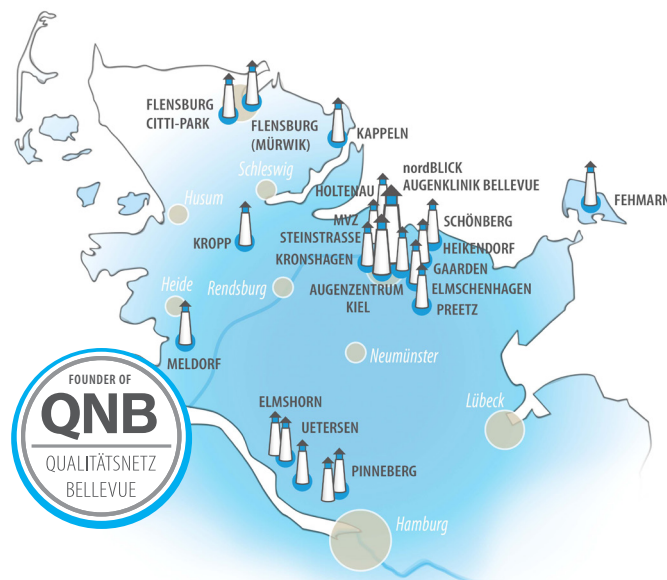 FLENSBURG
CITTI-PARK
FLENSBURG
(MÜRWIK)
KAPPELN
Schleswig
Husum
nordBLICK
AUGENKLINIK BELLEVUE
HOLTENAU
FEHMARN
MVZ
STEINSTRASSE
KRONSHAGEN
SCHÖNBERG
HEIKENDORF
GAARDEN
ELMSCHENHAGEN
PREETZ
AUGENZENTRUM
KIEL
KROPP
Heide
Rendsburg
MELDORF
Neumünster
FOUNDER OF
QNB
QUALITÄTSNETZ
BELLEVUE
ELMSHORN
UETERSEN
PINNEBERG
Lübeck
Hamburg